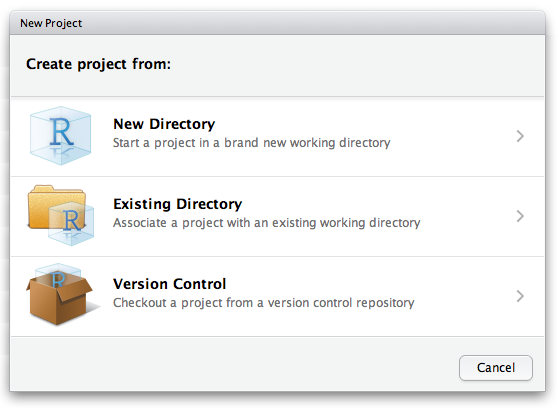 New Project
Create project from:
R
New Directory
Start a project in a brand new working directory
R
Existing Directory
Associate a project with an existing working directory
R
Version Control
Checkout a project from a version control repository
Cancel